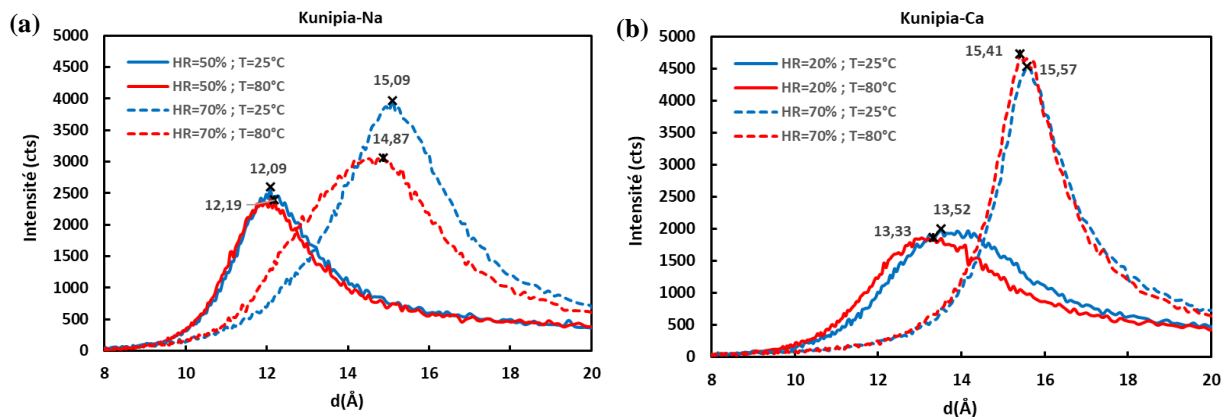 (a)
Kunipia-Na
Intensité (cts)
5000
4500
4000
3500
3000
2500
2000
1500
1000
500
0
HR=50% ; T=25°C
HR=50% ; T=80°C
HR=70% ; T=25°C
HR=70% ; T=80°C
15,09
14,87
12,09
12,19
8 10 12 14 16 18 20
d(Å)
(b)
Kunipia-Ca
Intensité (cts)
5000
4500
4000
3500
3000
2500
2000
1500
1000
500
0
HR=20% ; T=25°C
HR=20% ; T=80°C
HR=70% ; T=25°C
HR=70% ; T=80°C
15,41
15,57
13,52
13,33
8 10 12 14 16 18 20
d(Å)